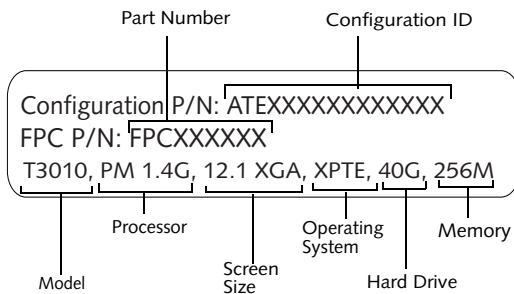 Part Number
Configuration ID
Configuration P/N: ATEXXXXXXXXXXXX
FPC P/N: FPCXXXXXX
T3010, PM 1.4G, 12.1 XGA, XPTE, 40G, 256M
Processor
Operating
System
Memory
Model
Screen
Size
Hard Drive